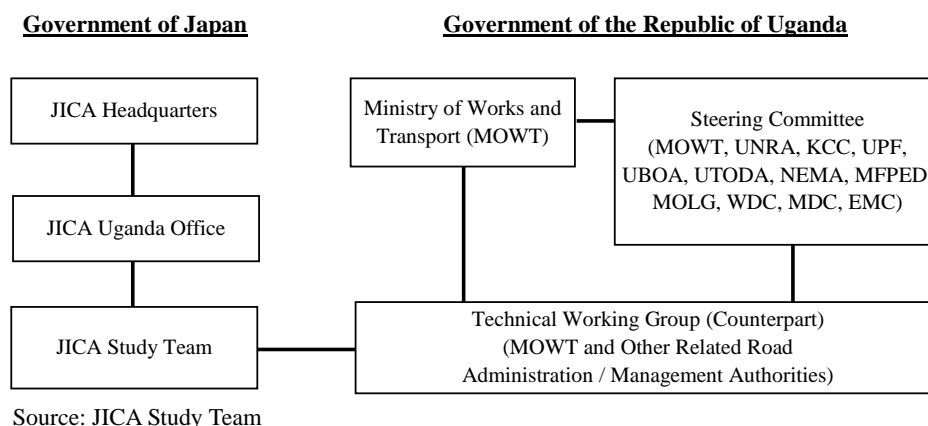 Government of Japan
Government of the Republic of Uganda
JICA Headquarters
JICA Uganda Office
JICA Study Team
Ministry of Works and
Transport (MOWT)
Steering Committee
(MOWT, UNRA, KCC, UPF,
UBOA, UTODA, NEMA, MFPED
MOLG, WDC, MDC, EMC)
Technical Working Group (Counterpart)
(MOWT and Other Related Road
Administration / Management Authorities)
Source: JICA Study Team